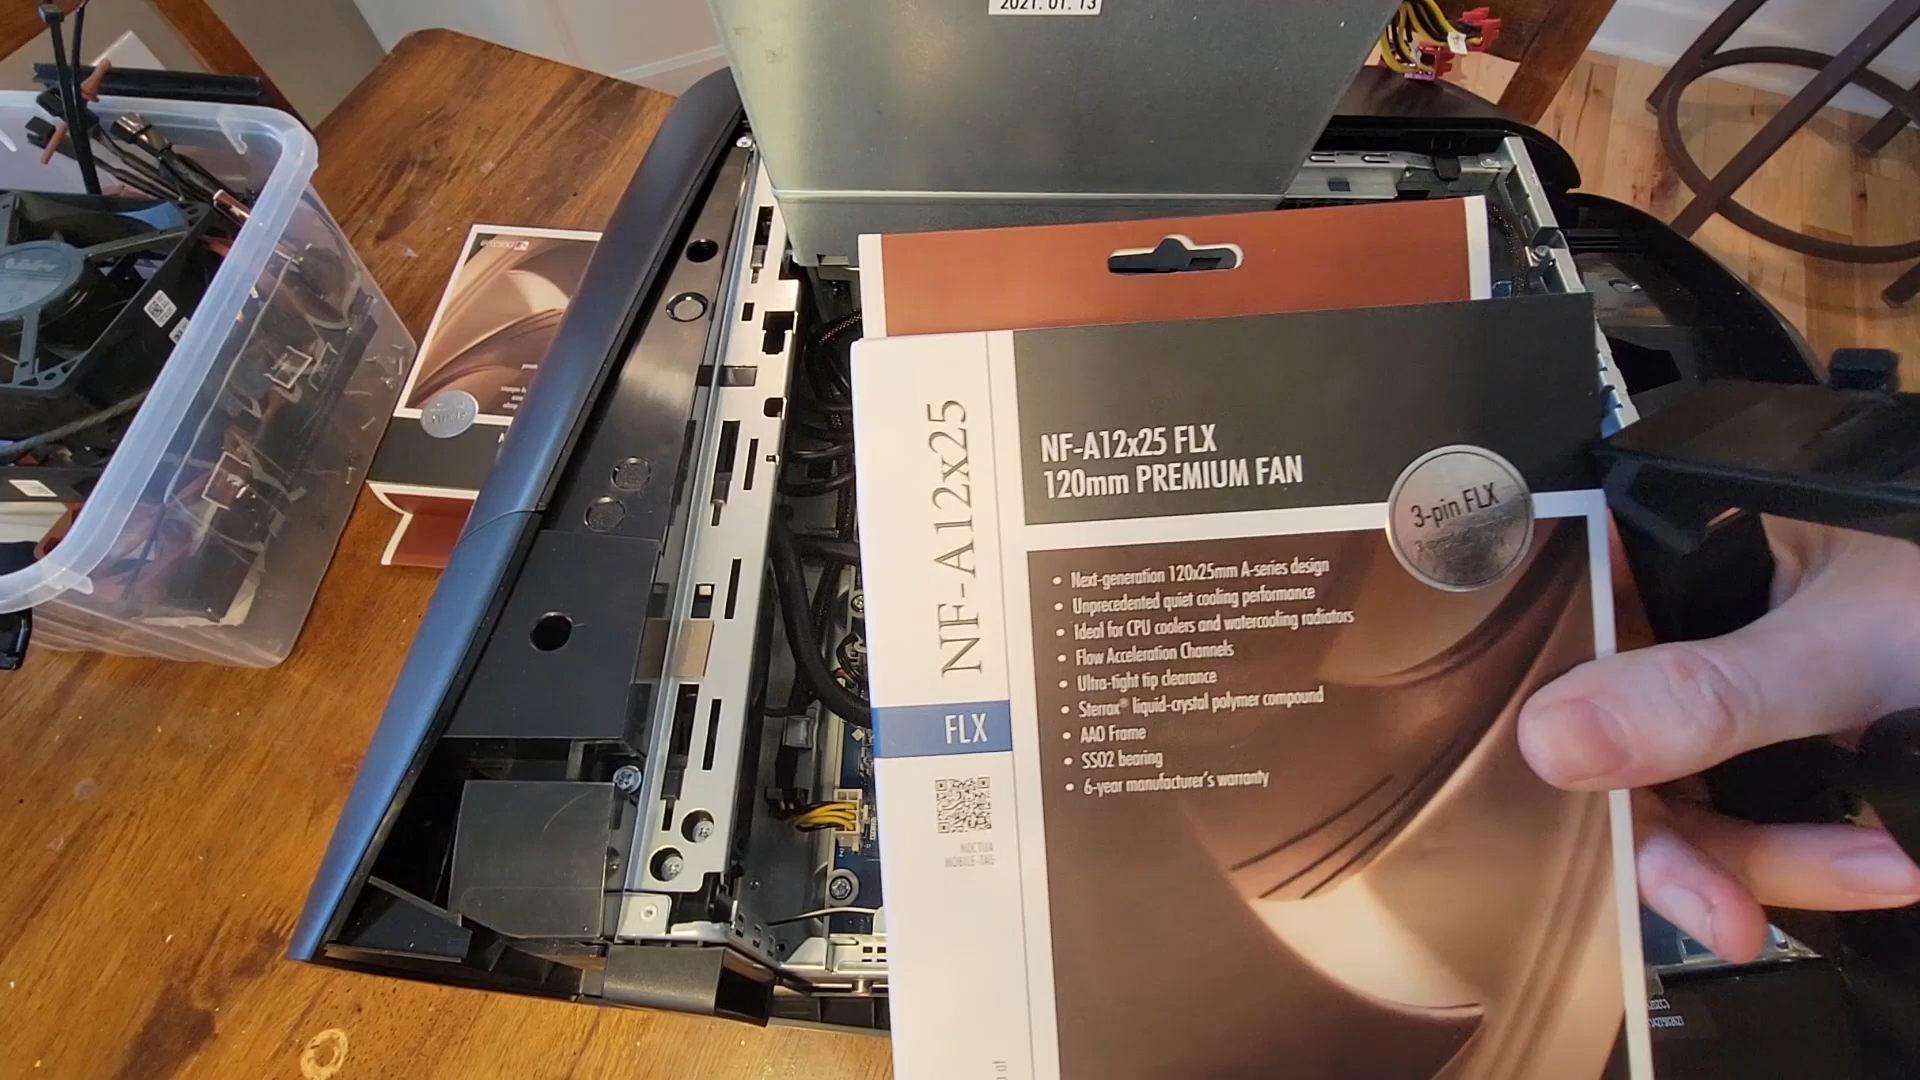 2021. 01. 13
NF-A12x25
FLX
NOCTUA
MOBILE-TAG
NF-A12x25 FLX
120mm PREMIUM FAN
3-pin FLX
• Next-generation 120x25mm A-series design
• Unprecedented quiet cooling performance
• Ideal for CPU coolers and watercooling radiators
• Flow Acceleration Channels
• Ultra-tight tip clearance
• Sterrox® liquid-crystal polymer compound
• AAO Frame
• SSO2 bearing
• 6-year manufacturer's warranty